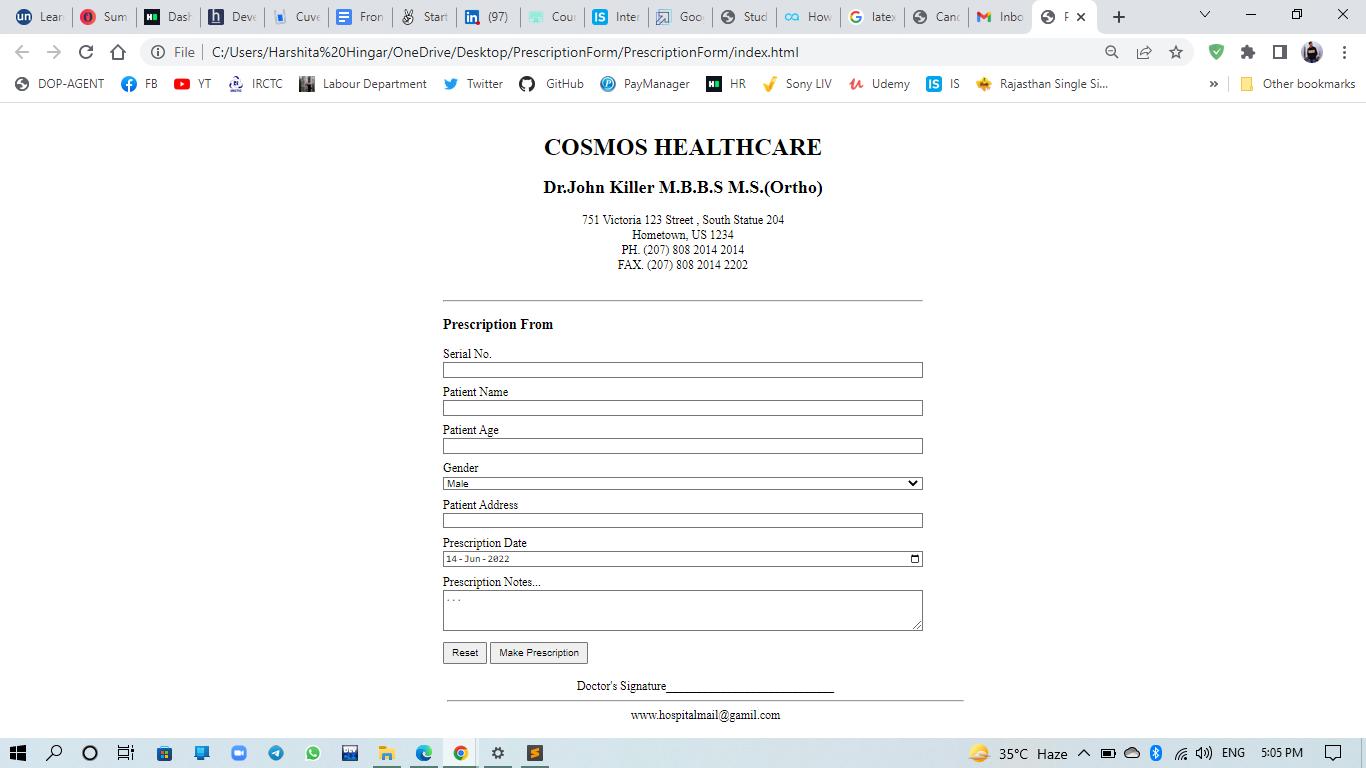 Learn
Sum
Dash
Deve
Cuve
Fron
Start
(97)
Cour
Inter
Goo
Stud
How
latex
Canc
Inbo
File
C:/Users/Harshita%20Hingar/OneDrive/Desktop/PrescriptionForm/PrescriptionForm/index.html
DOP-AGENT
FB
YT
IRCTC
Labour Department
Twitter
GitHub
PayManager
HR
Sony LIV
Udemy
IS
Rajasthan Single Si...
»
Other bookmarks
COSMOS HEALTHCARE
Dr.John Killer M.B.B.S M.S.(Ortho)
751 Victoria 123 Street , South Statue 204
Hometown, US 1234
PH. (207) 808 2014 2014
FAX. (207) 808 2014 2202
Prescription From
Serial No.
Patient Name
Patient Age
Gender
Male
Patient Address
Prescription Date
14-Jun-2022
Prescription Notes...
...
Reset Make Prescription
Doctor's Signature____________________________
www.hospitalmail@gamil.com
35°C Haze
ENG
5:05 PM